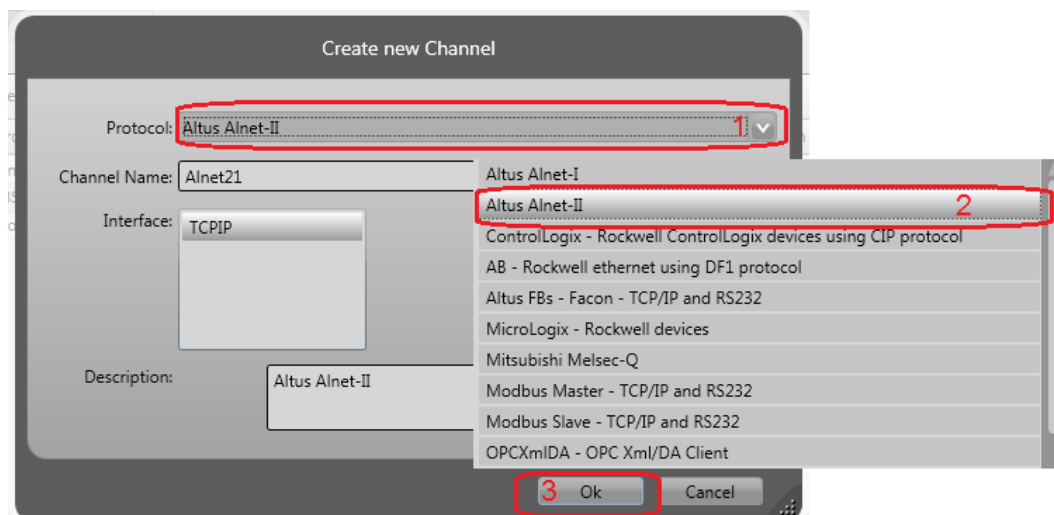 Create new Channel
Protocol: Altus Alnet-II 1
Channel Name: Alnet21
Interface: TCPIP
Description: Altus Alnet-II
Altus Alnet-I
Altus Alnet-II 2
ControlLogix - Rockwell ControlLogix devices using CIP protocol
AB - Rockwell ethernet using DF1 protocol
Altus FBs - Facon - TCP/IP and RS232
MicroLogix - Rockwell devices
Mitsubishi Melsec-Q
Modbus Master - TCP/IP and RS232
Modbus Slave - TCP/IP and RS232
OPCXmlDA - OPC Xml/DA Client
3 Ok Cancel